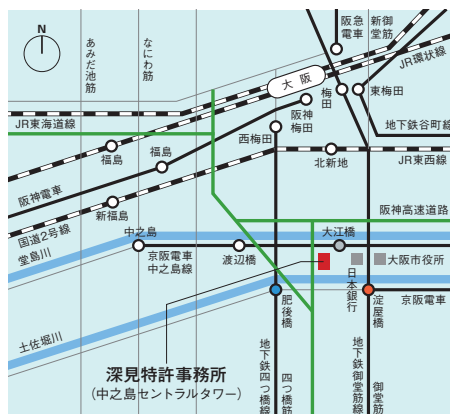 N
あみだ池筋
なにわ筋
阪急電車
新御堂筋
JR環状線
大阪
梅田
東梅田
阪神梅田
西梅田
地下鉄谷町線
JR東海道線
福島
福島
北新地
JR東西線
阪神電車
新福島
国道2号線
阪神高速道路
堂島川
中之島
京阪電車
中之島線
渡辺橋
大江橋
日本銀行
大阪市役所
京阪電車
肥後橋
淀屋橋
土佐堀川
深見特許事務所
(中之島セントラルタワー)
地下鉄四つ橋線
四つ橋筋
地下鉄御堂筋線
御堂筋